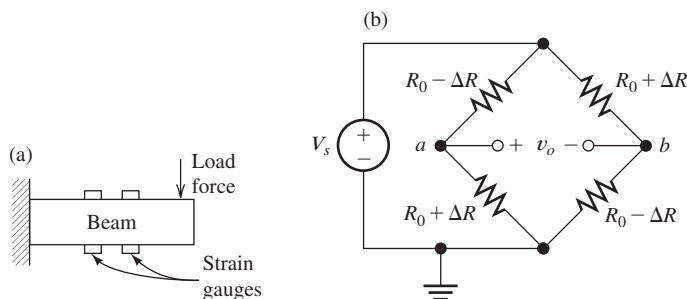 (a)
Load
force
Beam
Strain
gauges
(b)
R₀ − ΔR
R₀ + ΔR
Vₛ
+
−
a
+
vₒ
−
b
R₀ + ΔR
R₀ − ΔR